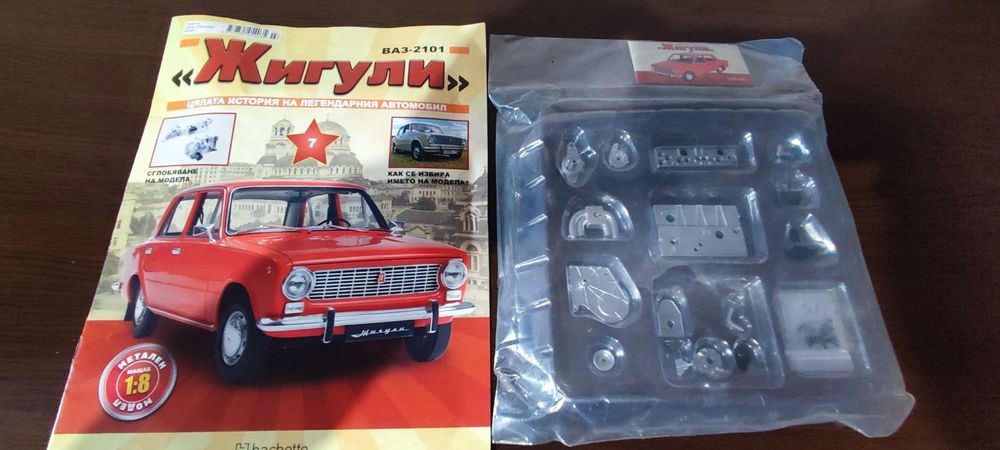 ВАЗ-2101
«Жигули»
ЦЯЛАТА ИСТОРИЯ НА ЛЕГЕНДАРНИЯ АВТОМОБИЛ
7
СГЛОБЯВАНЕ
НА МОДЕЛА
КАК СЕ ИЗБИРА
ИМЕТО НА МОДЕЛА?
Жигули
МЕТАЛЕН
МАЩАБ
1:8
МОДЕЛ
hachette
«Жигули»